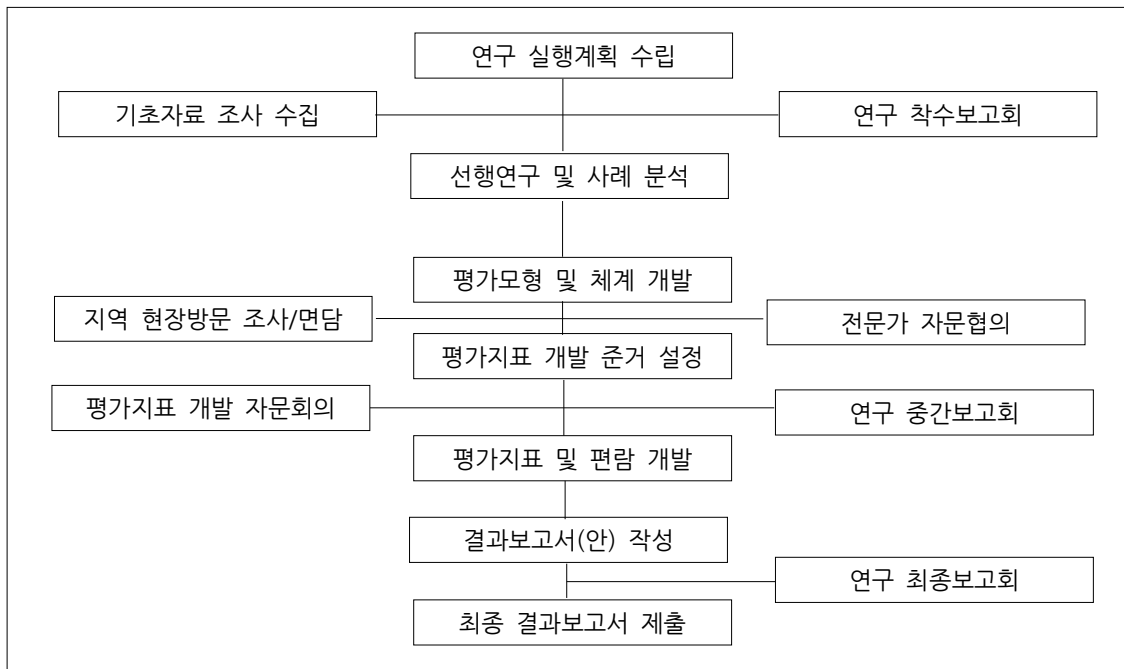 연구 실행계획 수립
기초자료 조사 수집
연구 착수보고회
선행연구 및 사례 분석
평가모형 및 체계 개발
지역 현장방문 조사/면담
전문가 자문협의
평가지표 개발 준거 설정
평가지표 개발 자문회의
연구 중간보고회
평가지표 및 편람 개발
결과보고서(안) 작성
연구 최종보고회
최종 결과보고서 제출